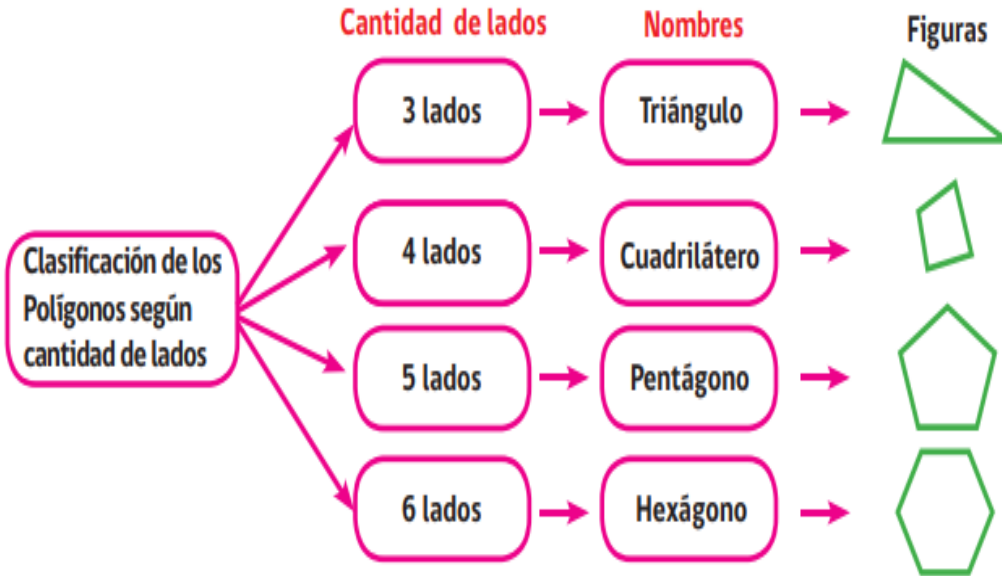 Cantidad de lados
Nombres
Figuras
3 lados
Triángulo
4 lados
Cuadrilátero
Clasificación de los
Polígonos según
cantidad de lados
5 lados
Pentágono
6 lados
Hexágono